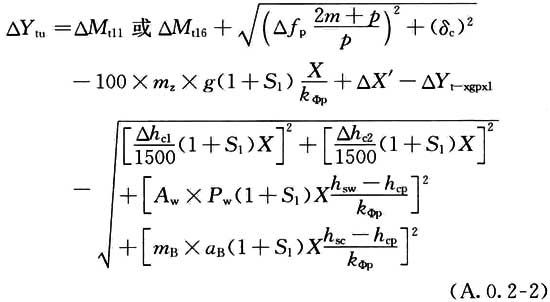 ΔY_tu = ΔM_t11 或 ΔM_t16 + √((Δf_p (2m + p)/p)² + (δ_c)²)
− 100 × m_z × g(1 + S_1) X/k_Φp + ΔX′ − ΔY_t−xgpx1
− √([Δh_c1/1500 (1 + S_1)X]² + [Δh_c2/1500 (1 + S_1)X]²
+ [A_w × P_w(1 + S_1)X (h_sw − h_cp)/k_Φp]²
+ [m_B × a_B(1 + S_1)X (h_sc − h_cp)/k_Φp]²)
(A.0.2-2)